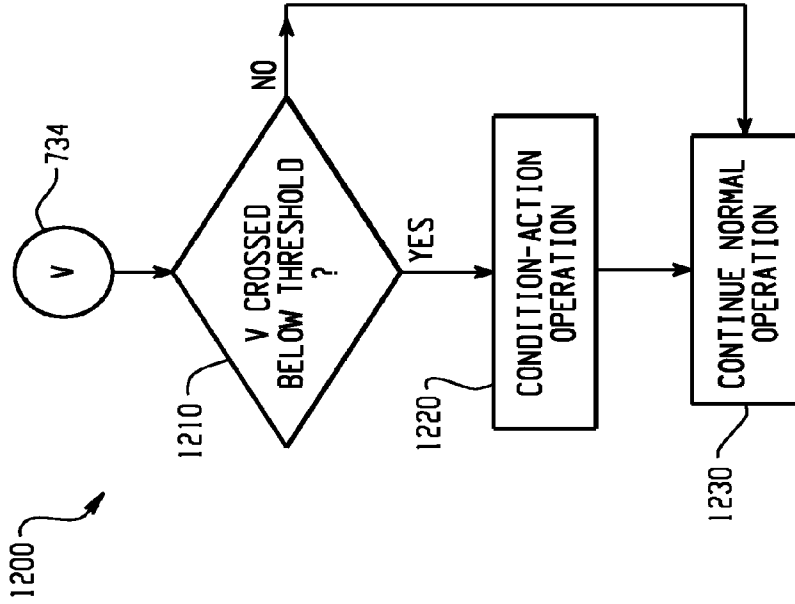 1200
V
734
1210
V CROSSED
BELOW THRESHOLD
?
NO
YES
1220
CONDITION-ACTION
OPERATION
1230
CONTINUE NORMAL
OPERATION